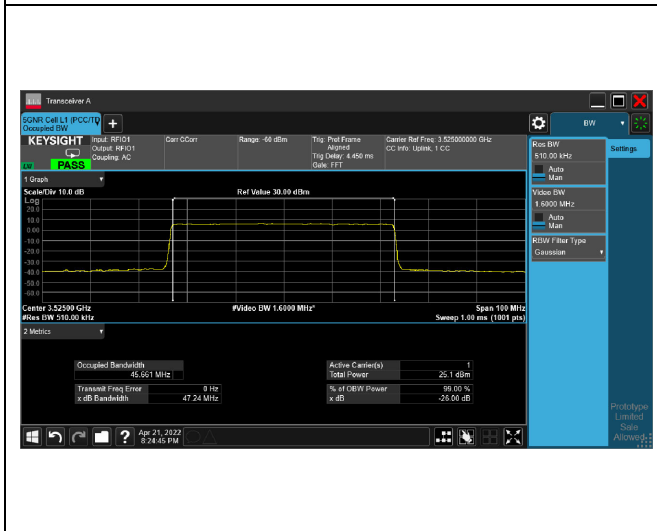 Transceiver A
5GNR Cell L1 (PCC/TD
Occupied BW
+
KEYSIGHT
PASS
Input: RFIO1
Output: RFIO1
Coupling: AC
Corr CCorr
Range: -60 dBm
Trig: Prot Frame
Aligned
Trig Delay: 4.450 ms
Gate: FFT
Carrier Ref Freq: 3.525000000 GHz
CC Info: Uplink, 1 CC
BW
Settings
Res BW
510.00 kHz
Auto
Man
Video BW
1.6000 MHz
Auto
Man
RBW Filter Type
Gaussian
1 Graph
Scale/Div 10.0 dB
Ref Value 30.00 dBm
Log
20.0
10.0
0.00
-10.0
-20.0
-30.0
-40.0
-50.0
-60.0
Center 3.52500 GHz
#Video BW 1.6000 MHz*
Span 100 MHz
#Res BW 510.00 kHz
Sweep 1.00 ms (1001 pts)
2 Metrics
Occupied Bandwidth
45.661 MHz
Active Carrier(s) 1
Total Power 25.1 dBm
Transmit Freq Error 0 Hz
% of OBW Power 99.00 %
x dB Bandwidth 47.24 MHz
x dB -26.00 dB
Prototype
Limited
Sale
Allowed
?
Apr 21, 2022
8:24:45 PM